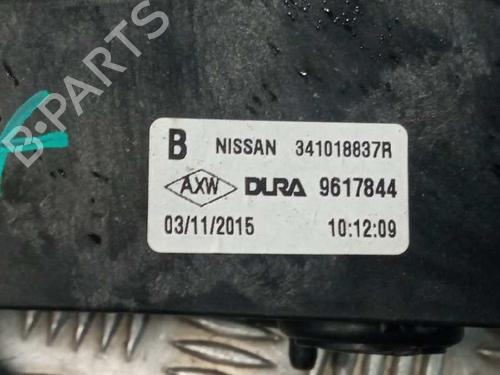 B-PARTS
B NISSAN 341018837R
AXW DURA 9617844
03/11/2015 10:12:09